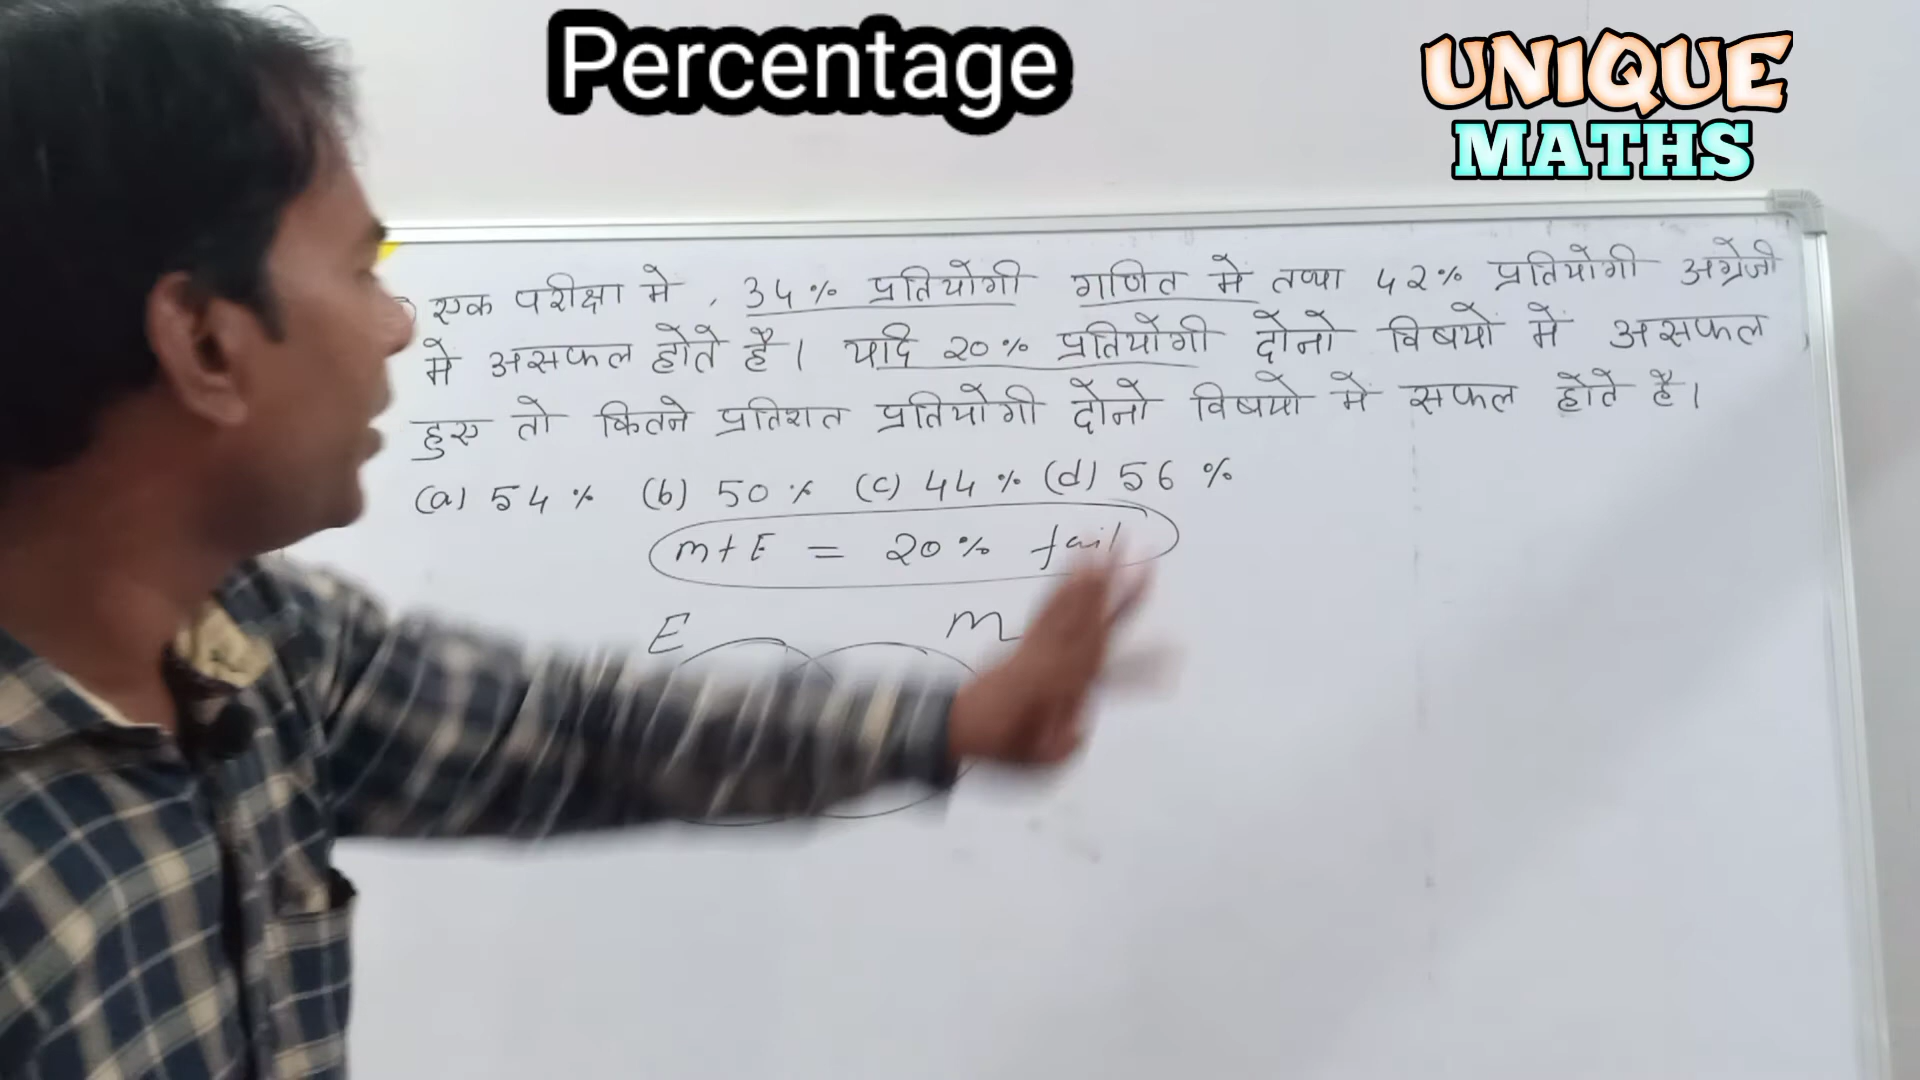 Percentage
UNIQUE
MATHS
एक परीक्षा मे, 34% प्रतियोगी गणित मे तथा 42% प्रतियोगी अंग्रेजी
मे असफल होते है। यदि 20% प्रतियोगी दोनो विषयों में असफल
हुए तो कितने प्रतिशत प्रतियोगी दोनो विषयो मे सफल होते है।
(a) 54% (b) 50% (c) 44% (d) 56%
m+E = 20% fail
E m